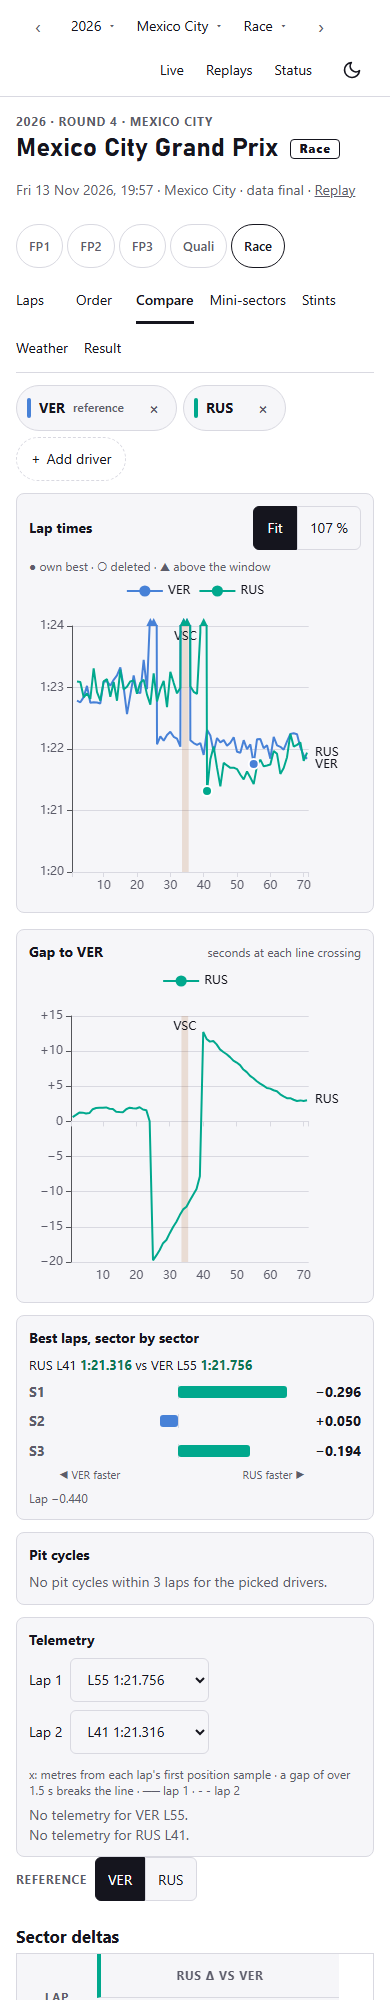 ‹ 2026 Mexico City Race ›
Live Replays Status
2026 · ROUND 4 · MEXICO CITY
Mexico City Grand Prix Race
Fri 13 Nov 2026, 19:57 · Mexico City · data final · Replay
FP1 FP2 FP3 Quali Race
Laps Order Compare Mini-sectors Stints
Weather Result
VER reference × RUS ×
+ Add driver
Lap times Fit 107 %
● own best · ○ deleted · ▲ above the window
VER RUS
1:24
VSC
1:23
1:22
RUS
VER
1:21
1:20
10 20 30 40 50 60 70
Gap to VER seconds at each line crossing
RUS
+15
VSC
+10
+5
RUS
0
−5
−10
−15
−20
10 20 30 40 50 60 70
Best laps, sector by sector
RUS L41 1:21.316 vs VER L55 1:21.756
S1 −0.296
S2 +0.050
S3 −0.194
◀ VER faster RUS faster ▶
Lap −0.440
Pit cycles
No pit cycles within 3 laps for the picked drivers.
Telemetry
Lap 1 L55 1:21.756
Lap 2 L41 1:21.316
x: metres from each lap's first position sample · a gap of over
1.5 s breaks the line · — lap 1 · - - lap 2
No telemetry for VER L55.
No telemetry for RUS L41.
REFERENCE VER RUS
Sector deltas
RUS Δ VS VER
LAP